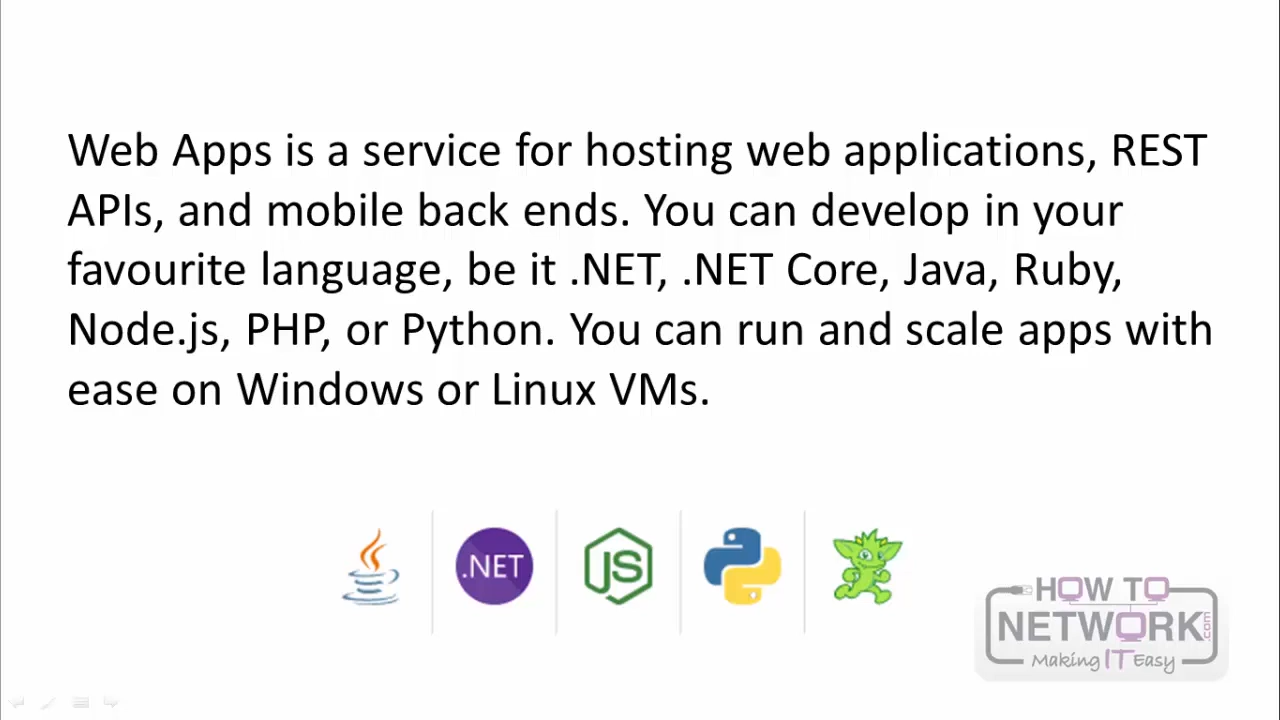 Web Apps is a service for hosting web applications, REST
APIs, and mobile back ends. You can develop in your
favourite language, be it .NET, .NET Core, Java, Ruby,
Node.js, PHP, or Python. You can run and scale apps with
ease on Windows or Linux VMs.
.NET
JS
HOW TO
NETWORK.com
Making IT Easy